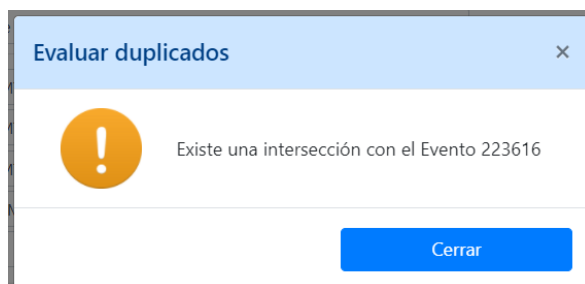 Evaluar duplicados ×
Existe una intersección con el Evento 223616
Cerrar